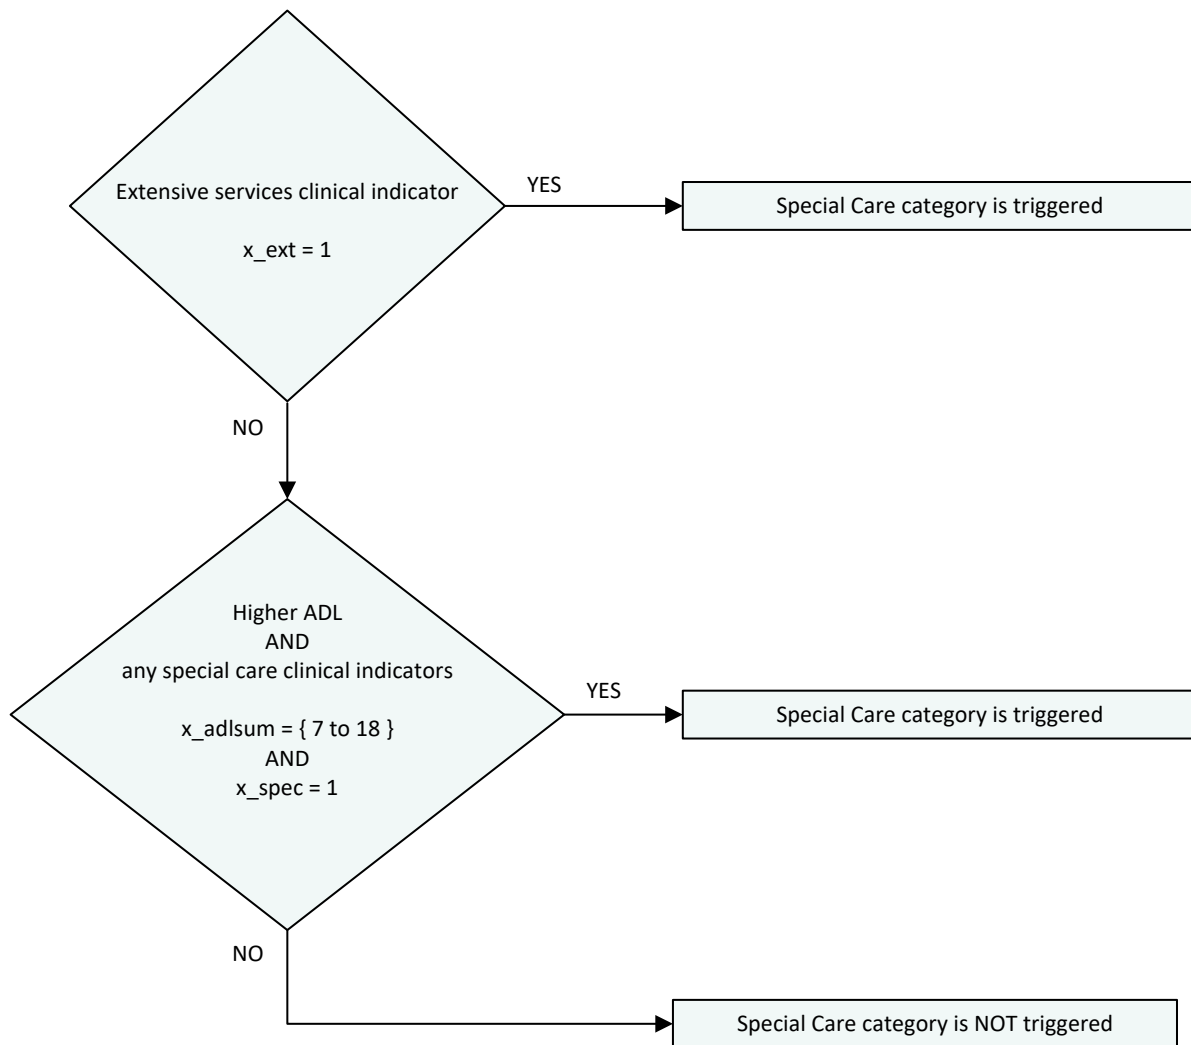 Extensive services clinical indicator
x_ext = 1
YES
Special Care category is triggered
NO
Higher ADL
AND
any special care clinical indicators
x_adlsum = { 7 to 18 }
AND
x_spec = 1
YES
Special Care category is triggered
NO
Special Care category is NOT triggered